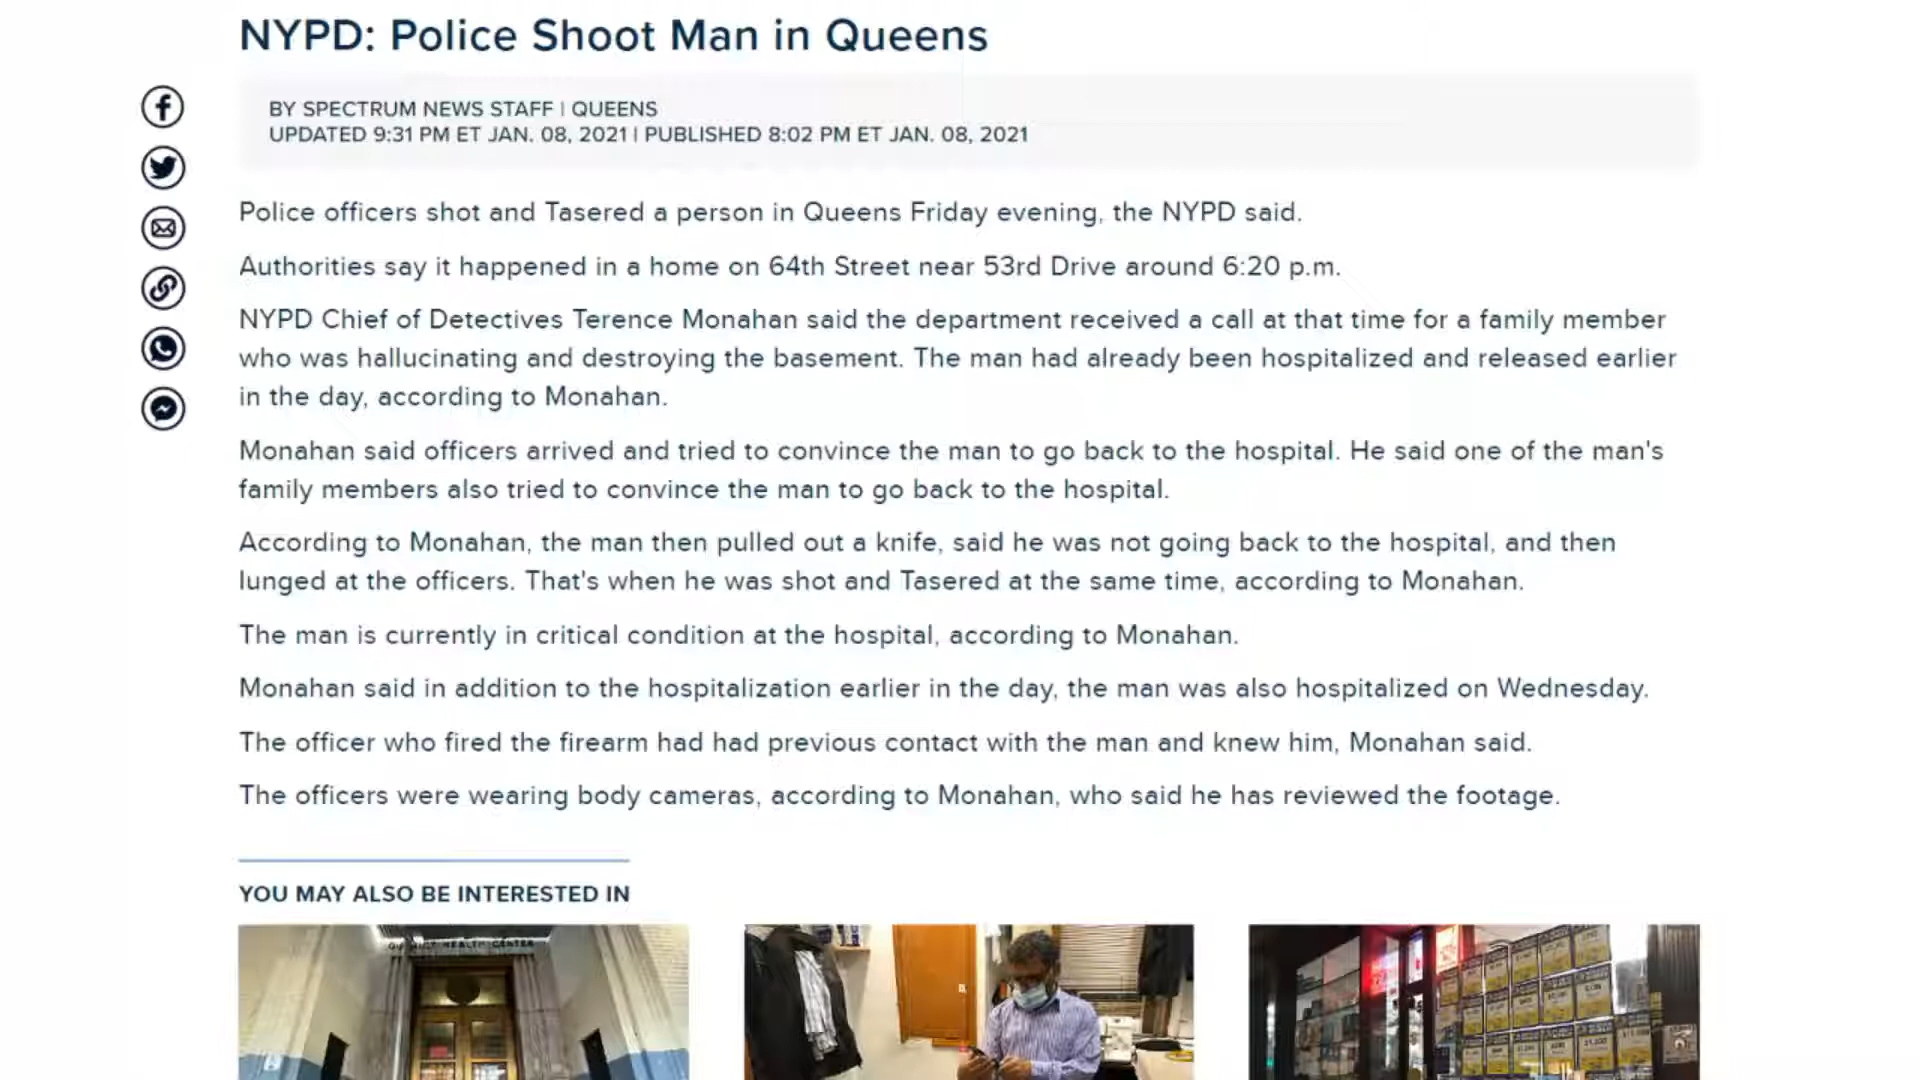 NYPD: Police Shoot Man in Queens
BY SPECTRUM NEWS STAFF | QUEENS
UPDATED 9:31 PM ET JAN. 08, 2021 | PUBLISHED 8:02 PM ET JAN. 08, 2021
Police officers shot and Tasered a person in Queens Friday evening, the NYPD said.
Authorities say it happened in a home on 64th Street near 53rd Drive around 6:20 p.m.
NYPD Chief of Detectives Terence Monahan said the department received a call at that time for a family member
who was hallucinating and destroying the basement. The man had already been hospitalized and released earlier
in the day, according to Monahan.
Monahan said officers arrived and tried to convince the man to go back to the hospital. He said one of the man's
family members also tried to convince the man to go back to the hospital.
According to Monahan, the man then pulled out a knife, said he was not going back to the hospital, and then
lunged at the officers. That's when he was shot and Tasered at the same time, according to Monahan.
The man is currently in critical condition at the hospital, according to Monahan.
Monahan said in addition to the hospitalization earlier in the day, the man was also hospitalized on Wednesday.
The officer who fired the firearm had had previous contact with the man and knew him, Monahan said.
The officers were wearing body cameras, according to Monahan, who said he has reviewed the footage.
YOU MAY ALSO BE INTERESTED IN
HEALTH CENTER